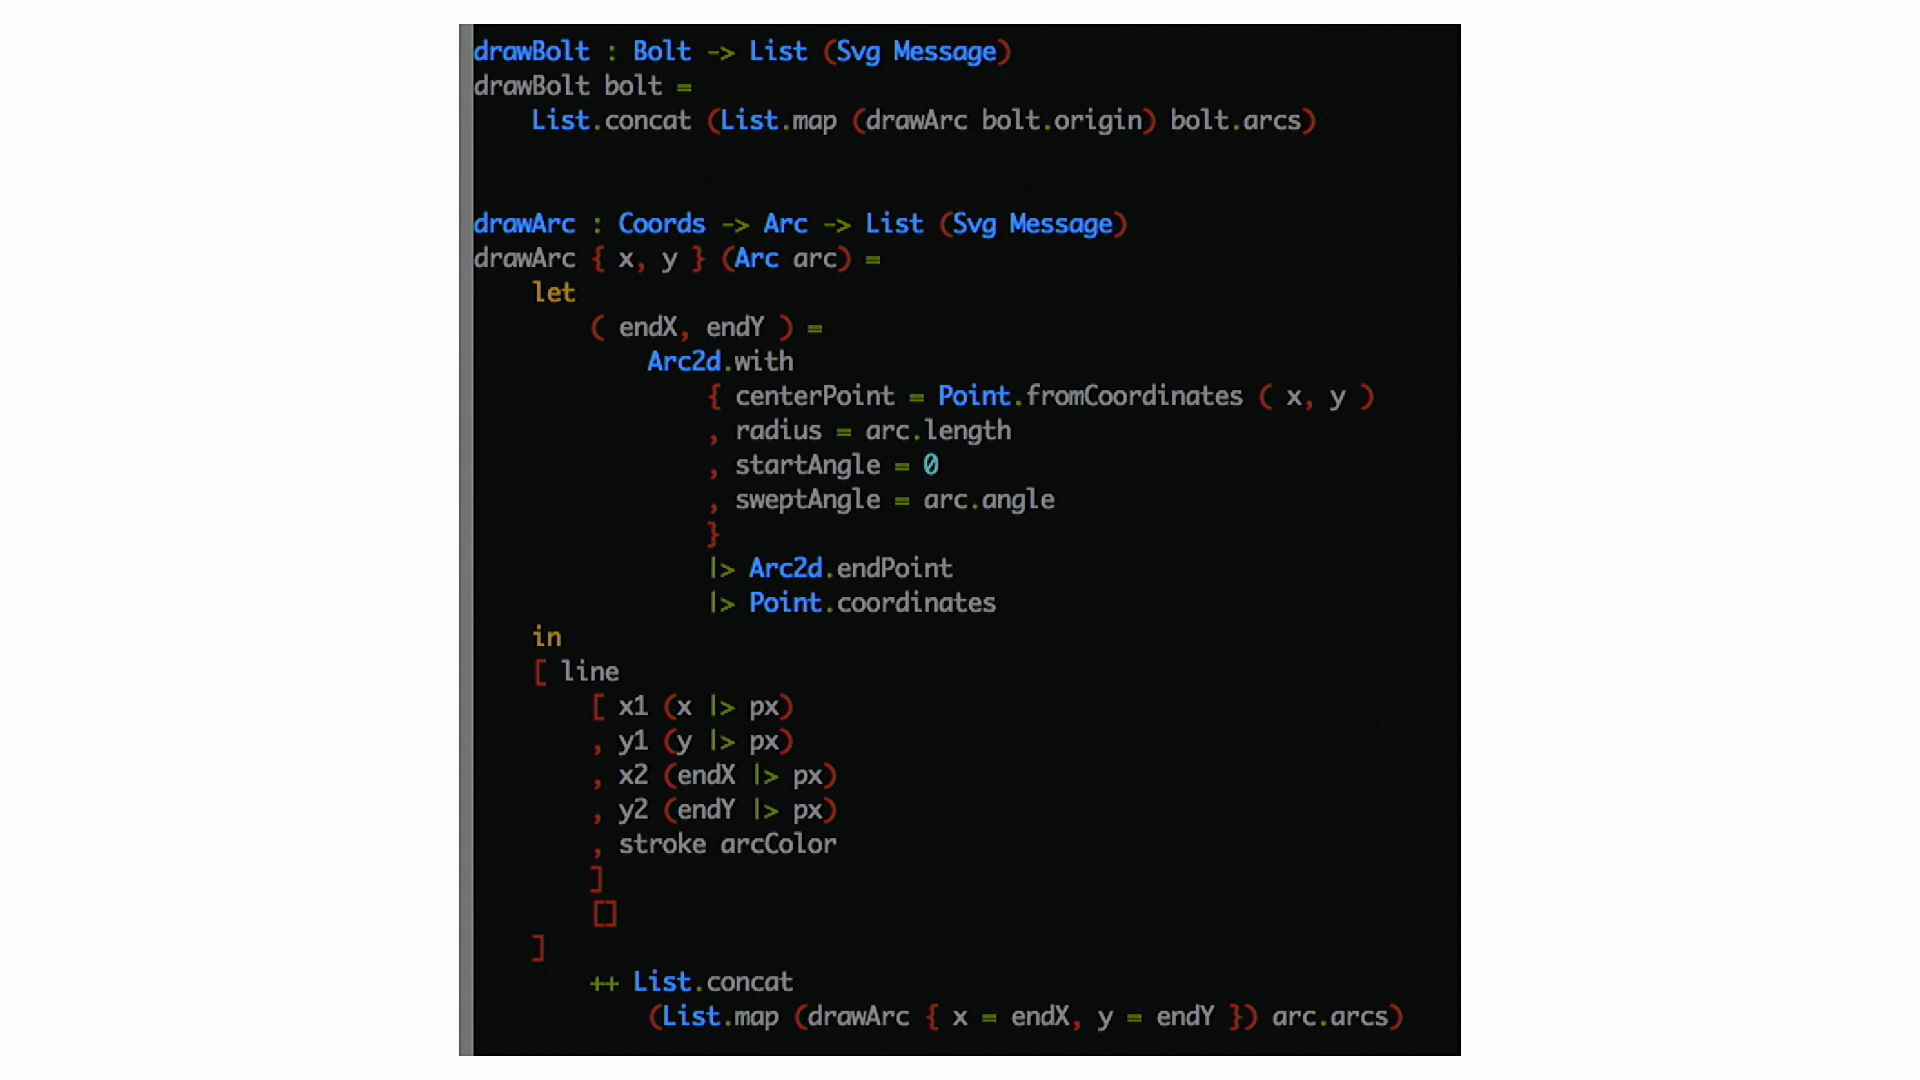 drawBolt : Bolt -> List (Svg Message)
drawBolt bolt =
    List.concat (List.map (drawArc bolt.origin) bolt.arcs)
drawArc : Coords -> Arc -> List (Svg Message)
drawArc { x, y } (Arc arc) =
    let
        ( endX, endY ) =
            Arc2d.with
                { centerPoint = Point.fromCoordinates ( x, y )
                , radius = arc.length
                , startAngle = 0
                , sweptAngle = arc.angle
                }
                |> Arc2d.endPoint
                |> Point.coordinates
    in
    [ line
        [ x1 (x |> px)
        , y1 (y |> px)
        , x2 (endX |> px)
        , y2 (endY |> px)
        , stroke arcColor
        ]
        []
    ]
        ++ List.concat
            (List.map (drawArc { x = endX, y = endY }) arc.arcs)